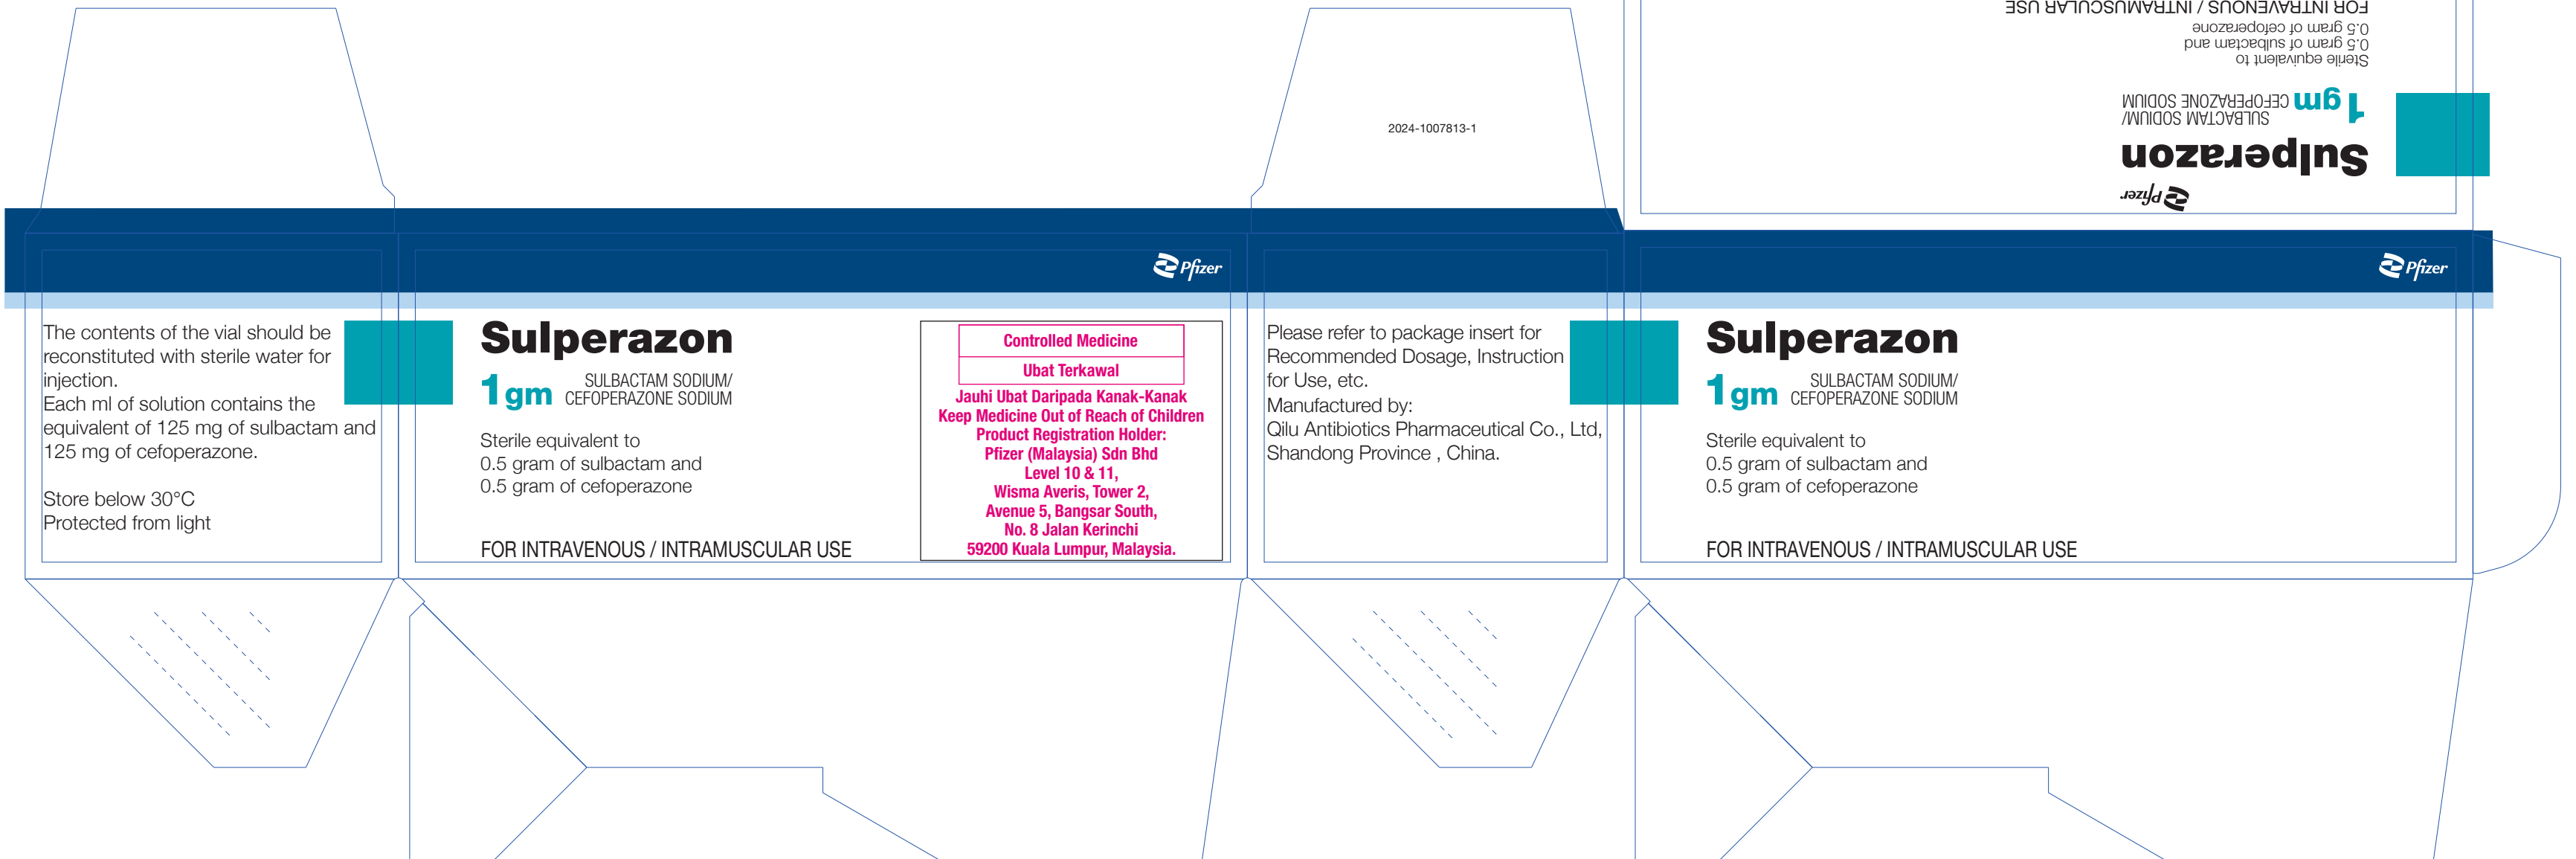 FOR INTRAVENOUS / INTRAMUSCULAR USE
0.5 gram of cefoperazone
0.5 gram of sulbactam and
Sterile equivalent to
1gm
SULBACTAM SODIUM/
CEFOPERAZONE SODIUM
Sulperazon
Pfizer
2024-1007813-1
The contents of the vial should be
reconstituted with sterile water for
injection.
Each ml of solution contains the
equivalent of 125 mg of sulbactam and
125 mg of cefoperazone.
Store below 30°C
Protected from light
Pfizer
Sulperazon
1gm
SULBACTAM SODIUM/
CEFOPERAZONE SODIUM
Sterile equivalent to
0.5 gram of sulbactam and
0.5 gram of cefoperazone
FOR INTRAVENOUS / INTRAMUSCULAR USE
Controlled Medicine
Ubat Terkawal
Jauhi Ubat Daripada Kanak-Kanak
Keep Medicine Out of Reach of Children
Product Registration Holder:
Pfizer (Malaysia) Sdn Bhd
Level 10 & 11,
Wisma Averis, Tower 2,
Avenue 5, Bangsar South,
No. 8 Jalan Kerinchi
59200 Kuala Lumpur, Malaysia.
Please refer to package insert for
Recommended Dosage, Instruction
for Use, etc.
Manufactured by:
Qilu Antibiotics Pharmaceutical Co., Ltd,
Shandong Province , China.
Pfizer
Sulperazon
1gm
SULBACTAM SODIUM/
CEFOPERAZONE SODIUM
Sterile equivalent to
0.5 gram of sulbactam and
0.5 gram of cefoperazone
FOR INTRAVENOUS / INTRAMUSCULAR USE